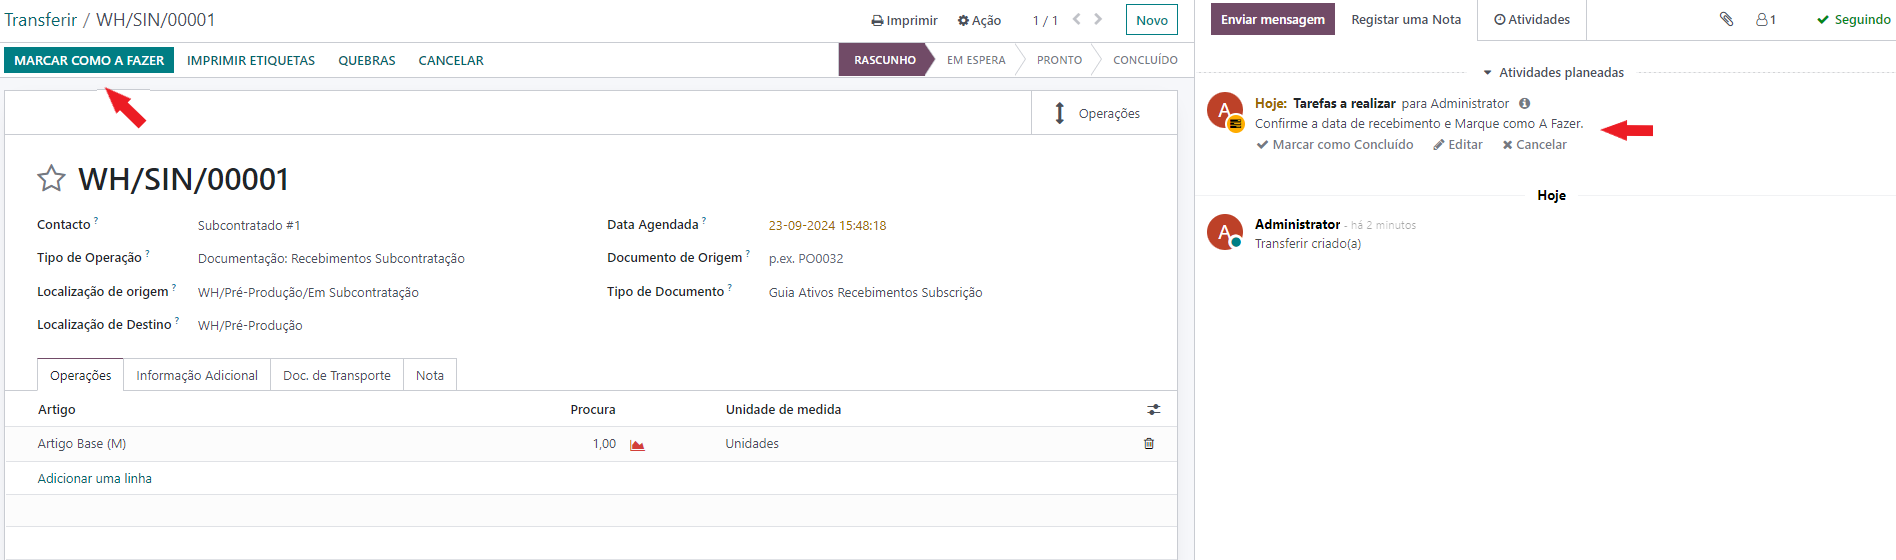 Transferir / WH/SIN/00001
Imprimir
Ação
1 / 1
Novo
MARCAR COMO A FAZER
IMPRIMIR ETIQUETAS
QUEBRAS
CANCELAR
RASCUNHO
EM ESPERA
PRONTO
CONCLUÍDO
Operações
WH/SIN/00001
Contacto ?
Subcontratado #1
Data Agendada ?
23-09-2024 15:48:18
Tipo de Operação ?
Documentação: Recebimentos Subcontratação
Documento de Origem ?
p.ex. PO0032
Localização de origem ?
WH/Pré-Produção/Em Subcontratação
Tipo de Documento ?
Guia Ativos Recebimentos Subscrição
Localização de Destino ?
WH/Pré-Produção
Operações
Informação Adicional
Doc. de Transporte
Nota
Artigo
Procura
Unidade de medida
Artigo Base (M)
1,00
Unidades
Adicionar uma linha
Enviar mensagem
Registar uma Nota
Atividades
1
Seguindo
Atividades planeadas
A
Hoje: Tarefas a realizar para Administrator
Confirme a data de recebimento e Marque como A Fazer.
Marcar como Concluído
Editar
Cancelar
Hoje
A
Administrator - há 2 minutos
Transferir criado(a)